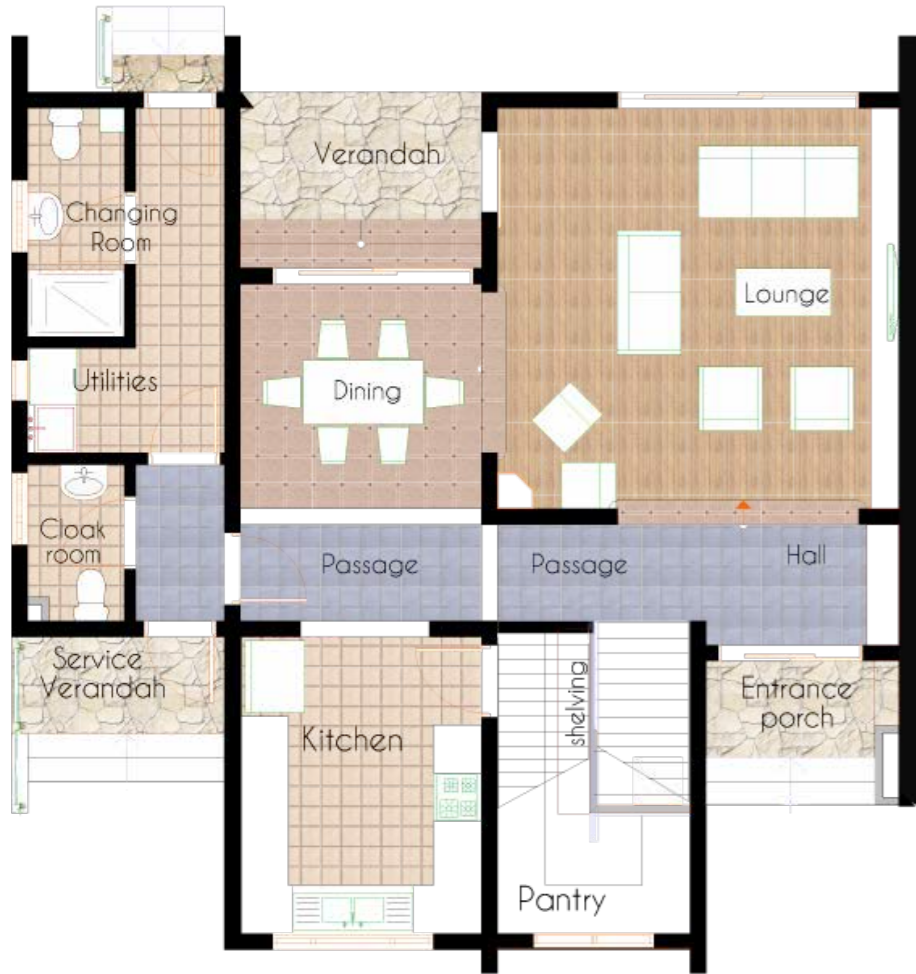 Verandah
Changing
Room
Lounge
Utilities
Dining
Cloak
room
Passage
Passage
Hall
Service
Verandah
shelving
Entrance
porch
Kitchen
Pantry